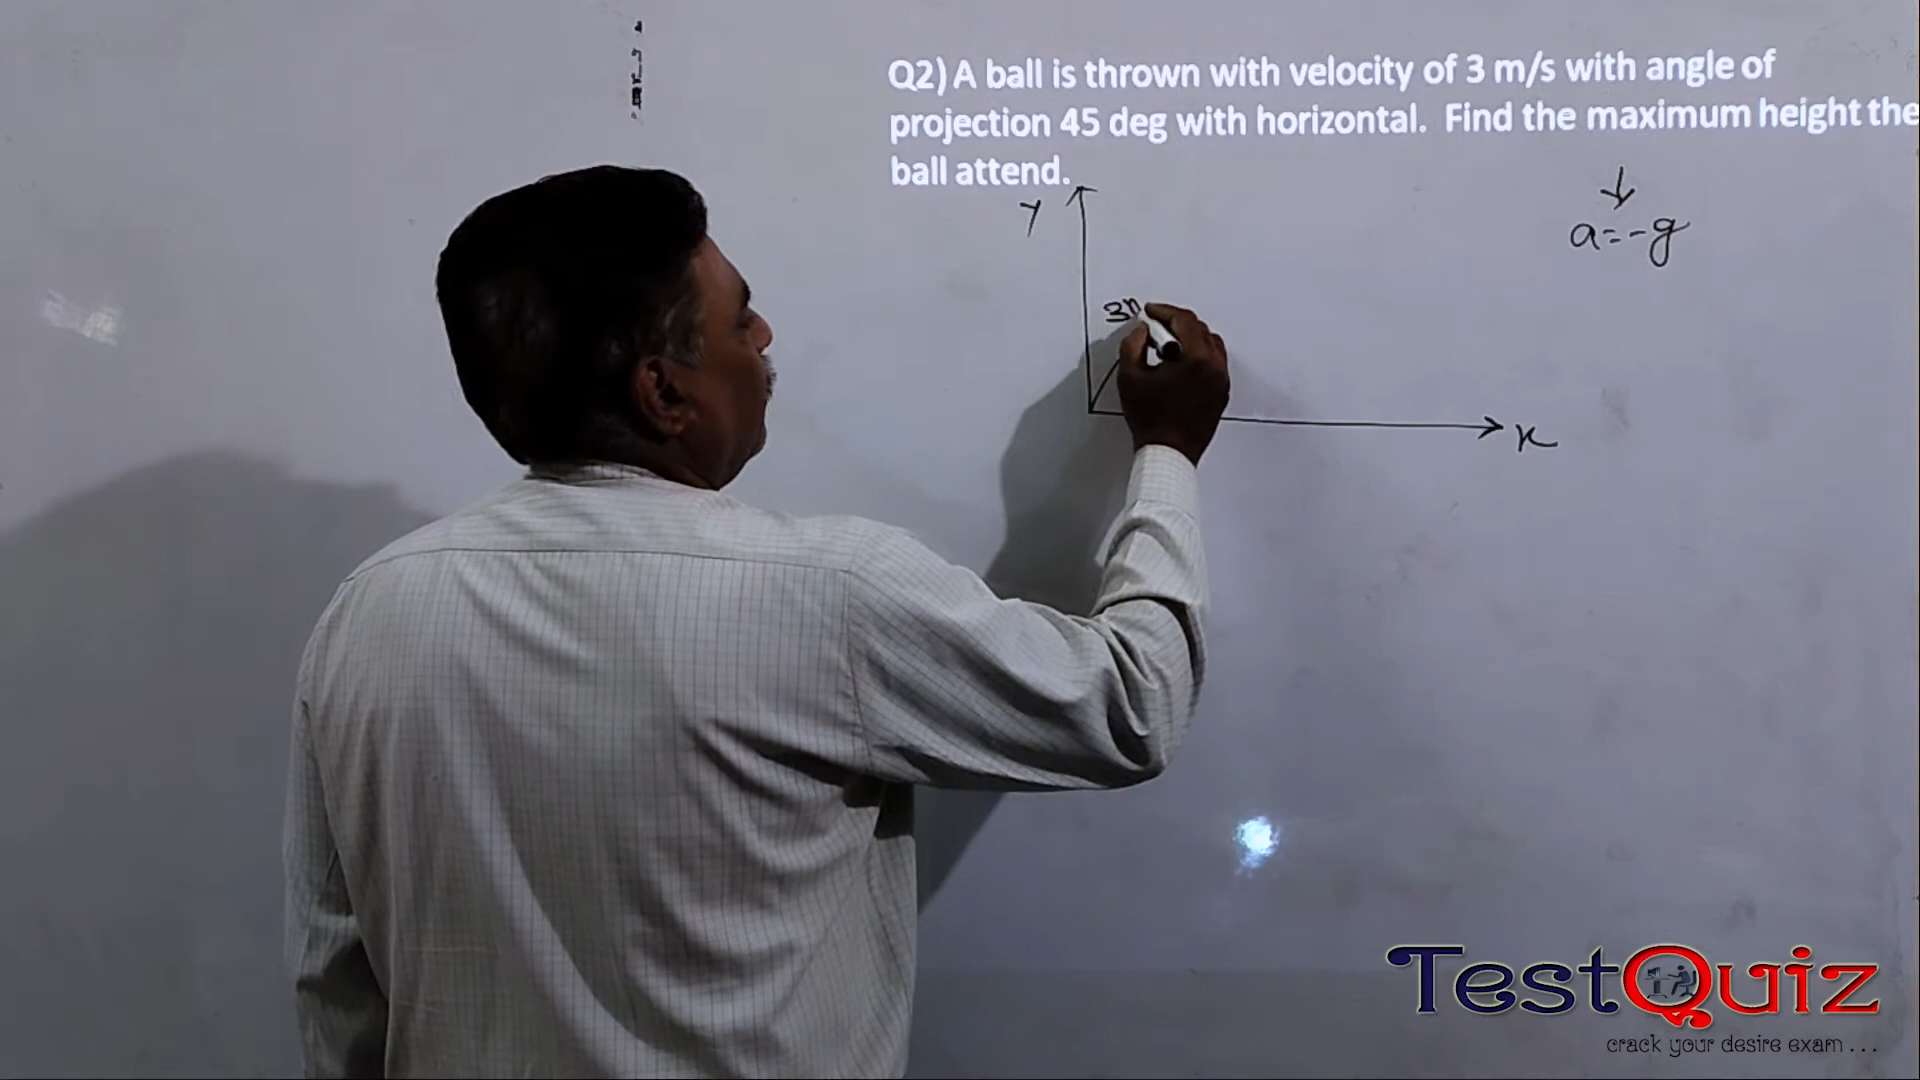 Q2) A ball is thrown with velocity of 3 m/s with angle of
projection 45 deg with horizontal. Find the maximum height the
ball attend.
a=-g
y
3m
x
TestQuiz
crack your desire exam ...